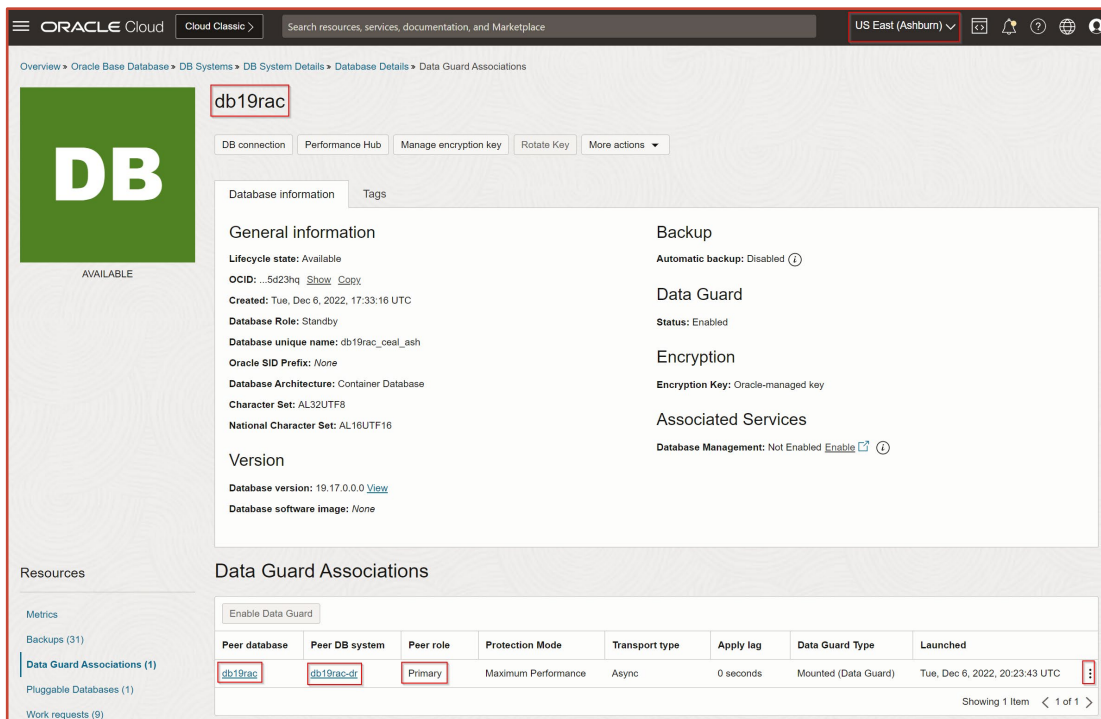 ORACLE Cloud
Cloud Classic >
Search resources, services, documentation, and Marketplace
US East (Ashburn)
Overview » Oracle Base Database » DB Systems » DB System Details » Database Details » Data Guard Associations
DB
AVAILABLE
db19rac
DB connection
Performance Hub
Manage encryption key
Rotate Key
More actions
Database information
Tags
General information
Lifecycle state: Available
OCID: ...5d23hq Show Copy
Created: Tue, Dec 6, 2022, 17:33:16 UTC
Database Role: Standby
Database unique name: db19rac_ceal_ash
Oracle SID Prefix: None
Database Architecture: Container Database
Character Set: AL32UTF8
National Character Set: AL16UTF16
Version
Database version: 19.17.0.0.0 View
Database software image: None
Backup
Automatic backup: Disabled
Data Guard
Status: Enabled
Encryption
Encryption Key: Oracle-managed key
Associated Services
Database Management: Not Enabled Enable
Resources
Metrics
Backups (31)
Data Guard Associations (1)
Pluggable Databases (1)
Work requests (9)
Data Guard Associations
Enable Data Guard
Peer database Peer DB system Peer role Protection Mode Transport type Apply lag Data Guard Type Launched
db19rac db19rac-dr Primary Maximum Performance Async 0 seconds Mounted (Data Guard) Tue, Dec 6, 2022, 20:23:43 UTC
Showing 1 Item < 1 of 1 >